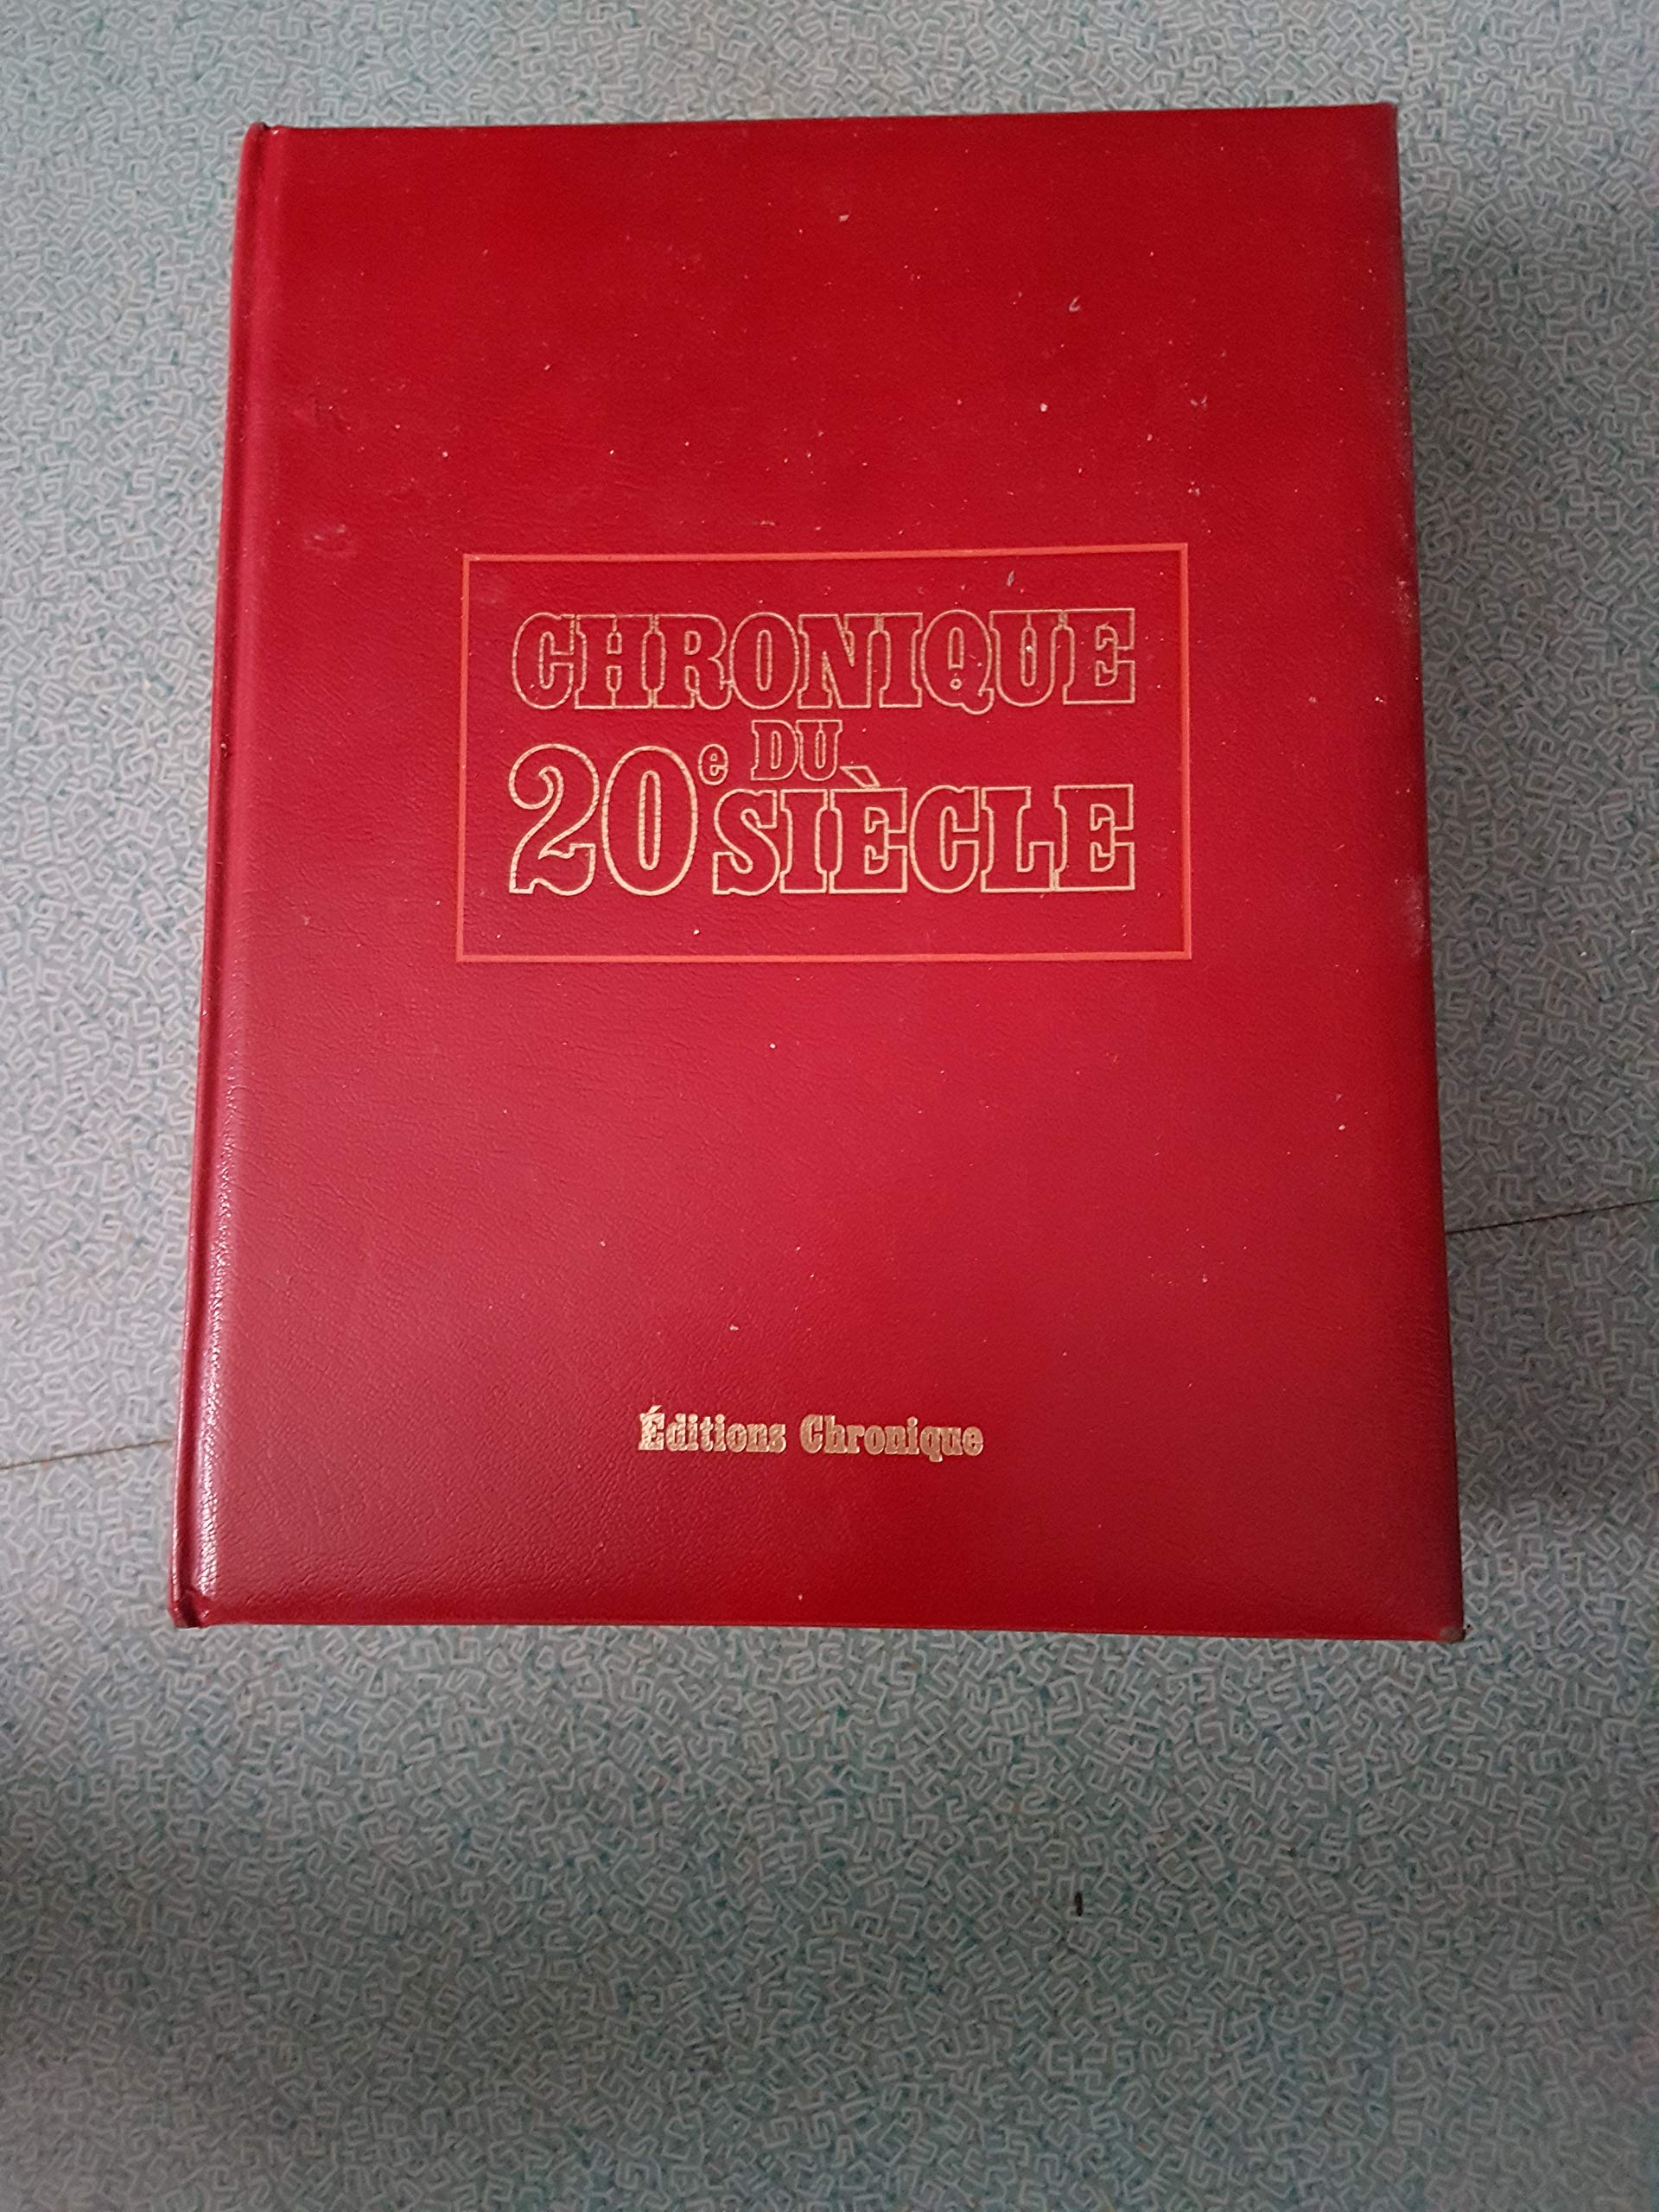 CHRONIQUE
DU
20e SIÈCLE
Éditions Chronique